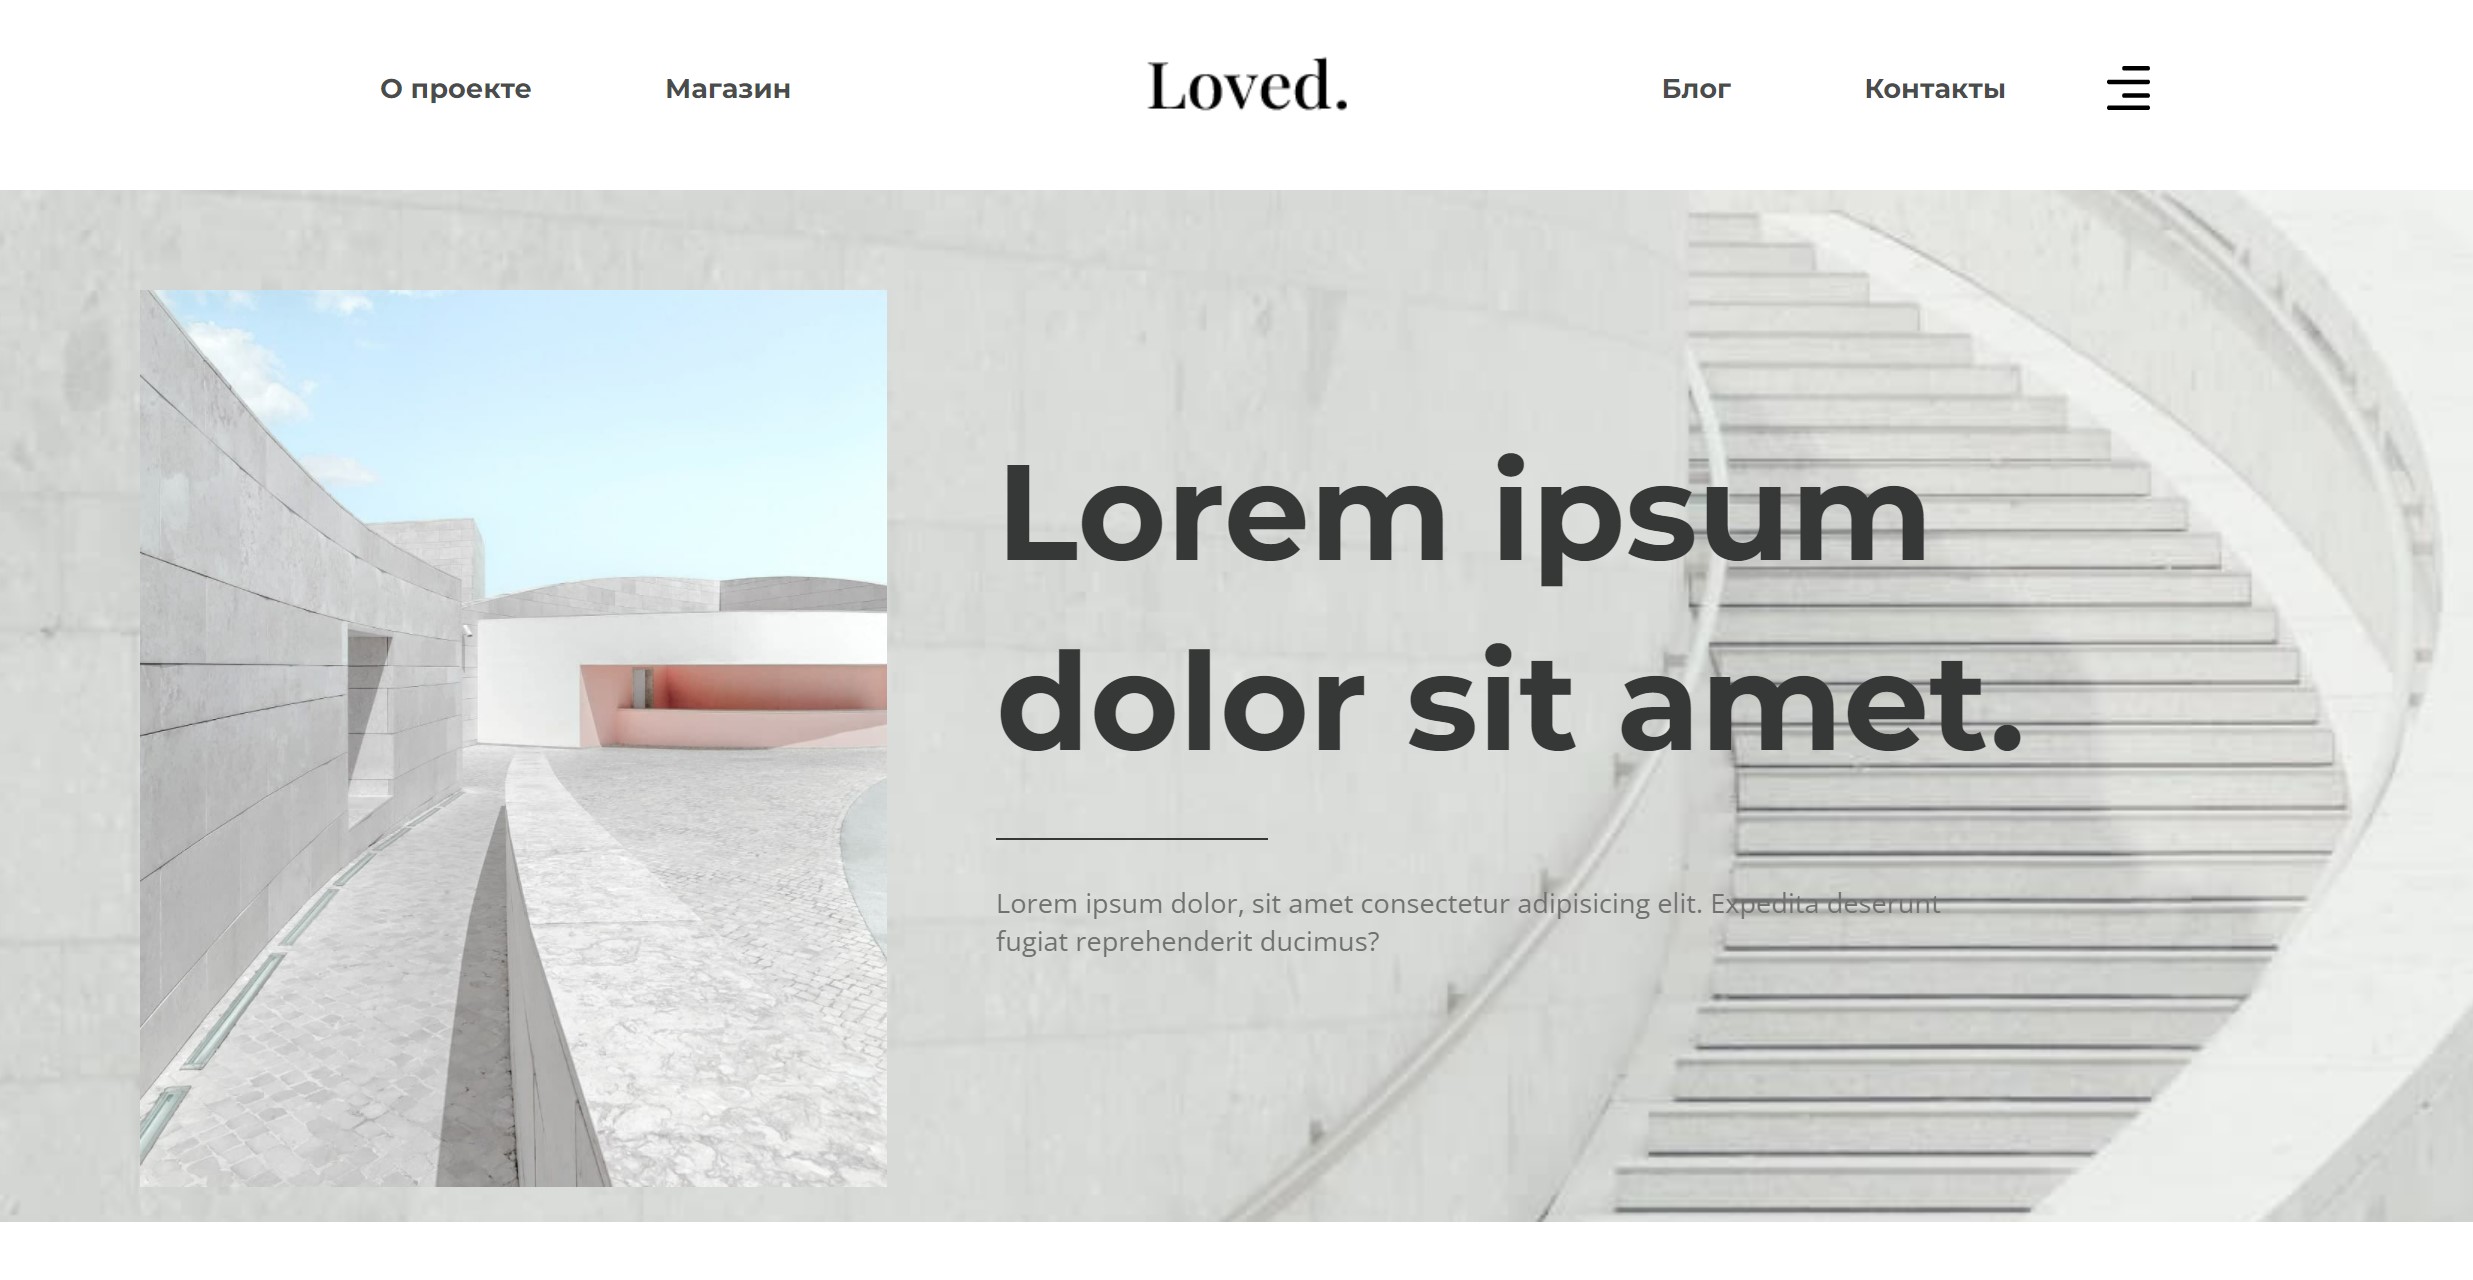 О проекте
Магазин
Loved.
Блог
Контакты
Lorem ipsum
dolor sit amet.
Lorem ipsum dolor, sit amet consectetur adipisicing elit. Expedita deserunt
fugiat reprehenderit ducimus?